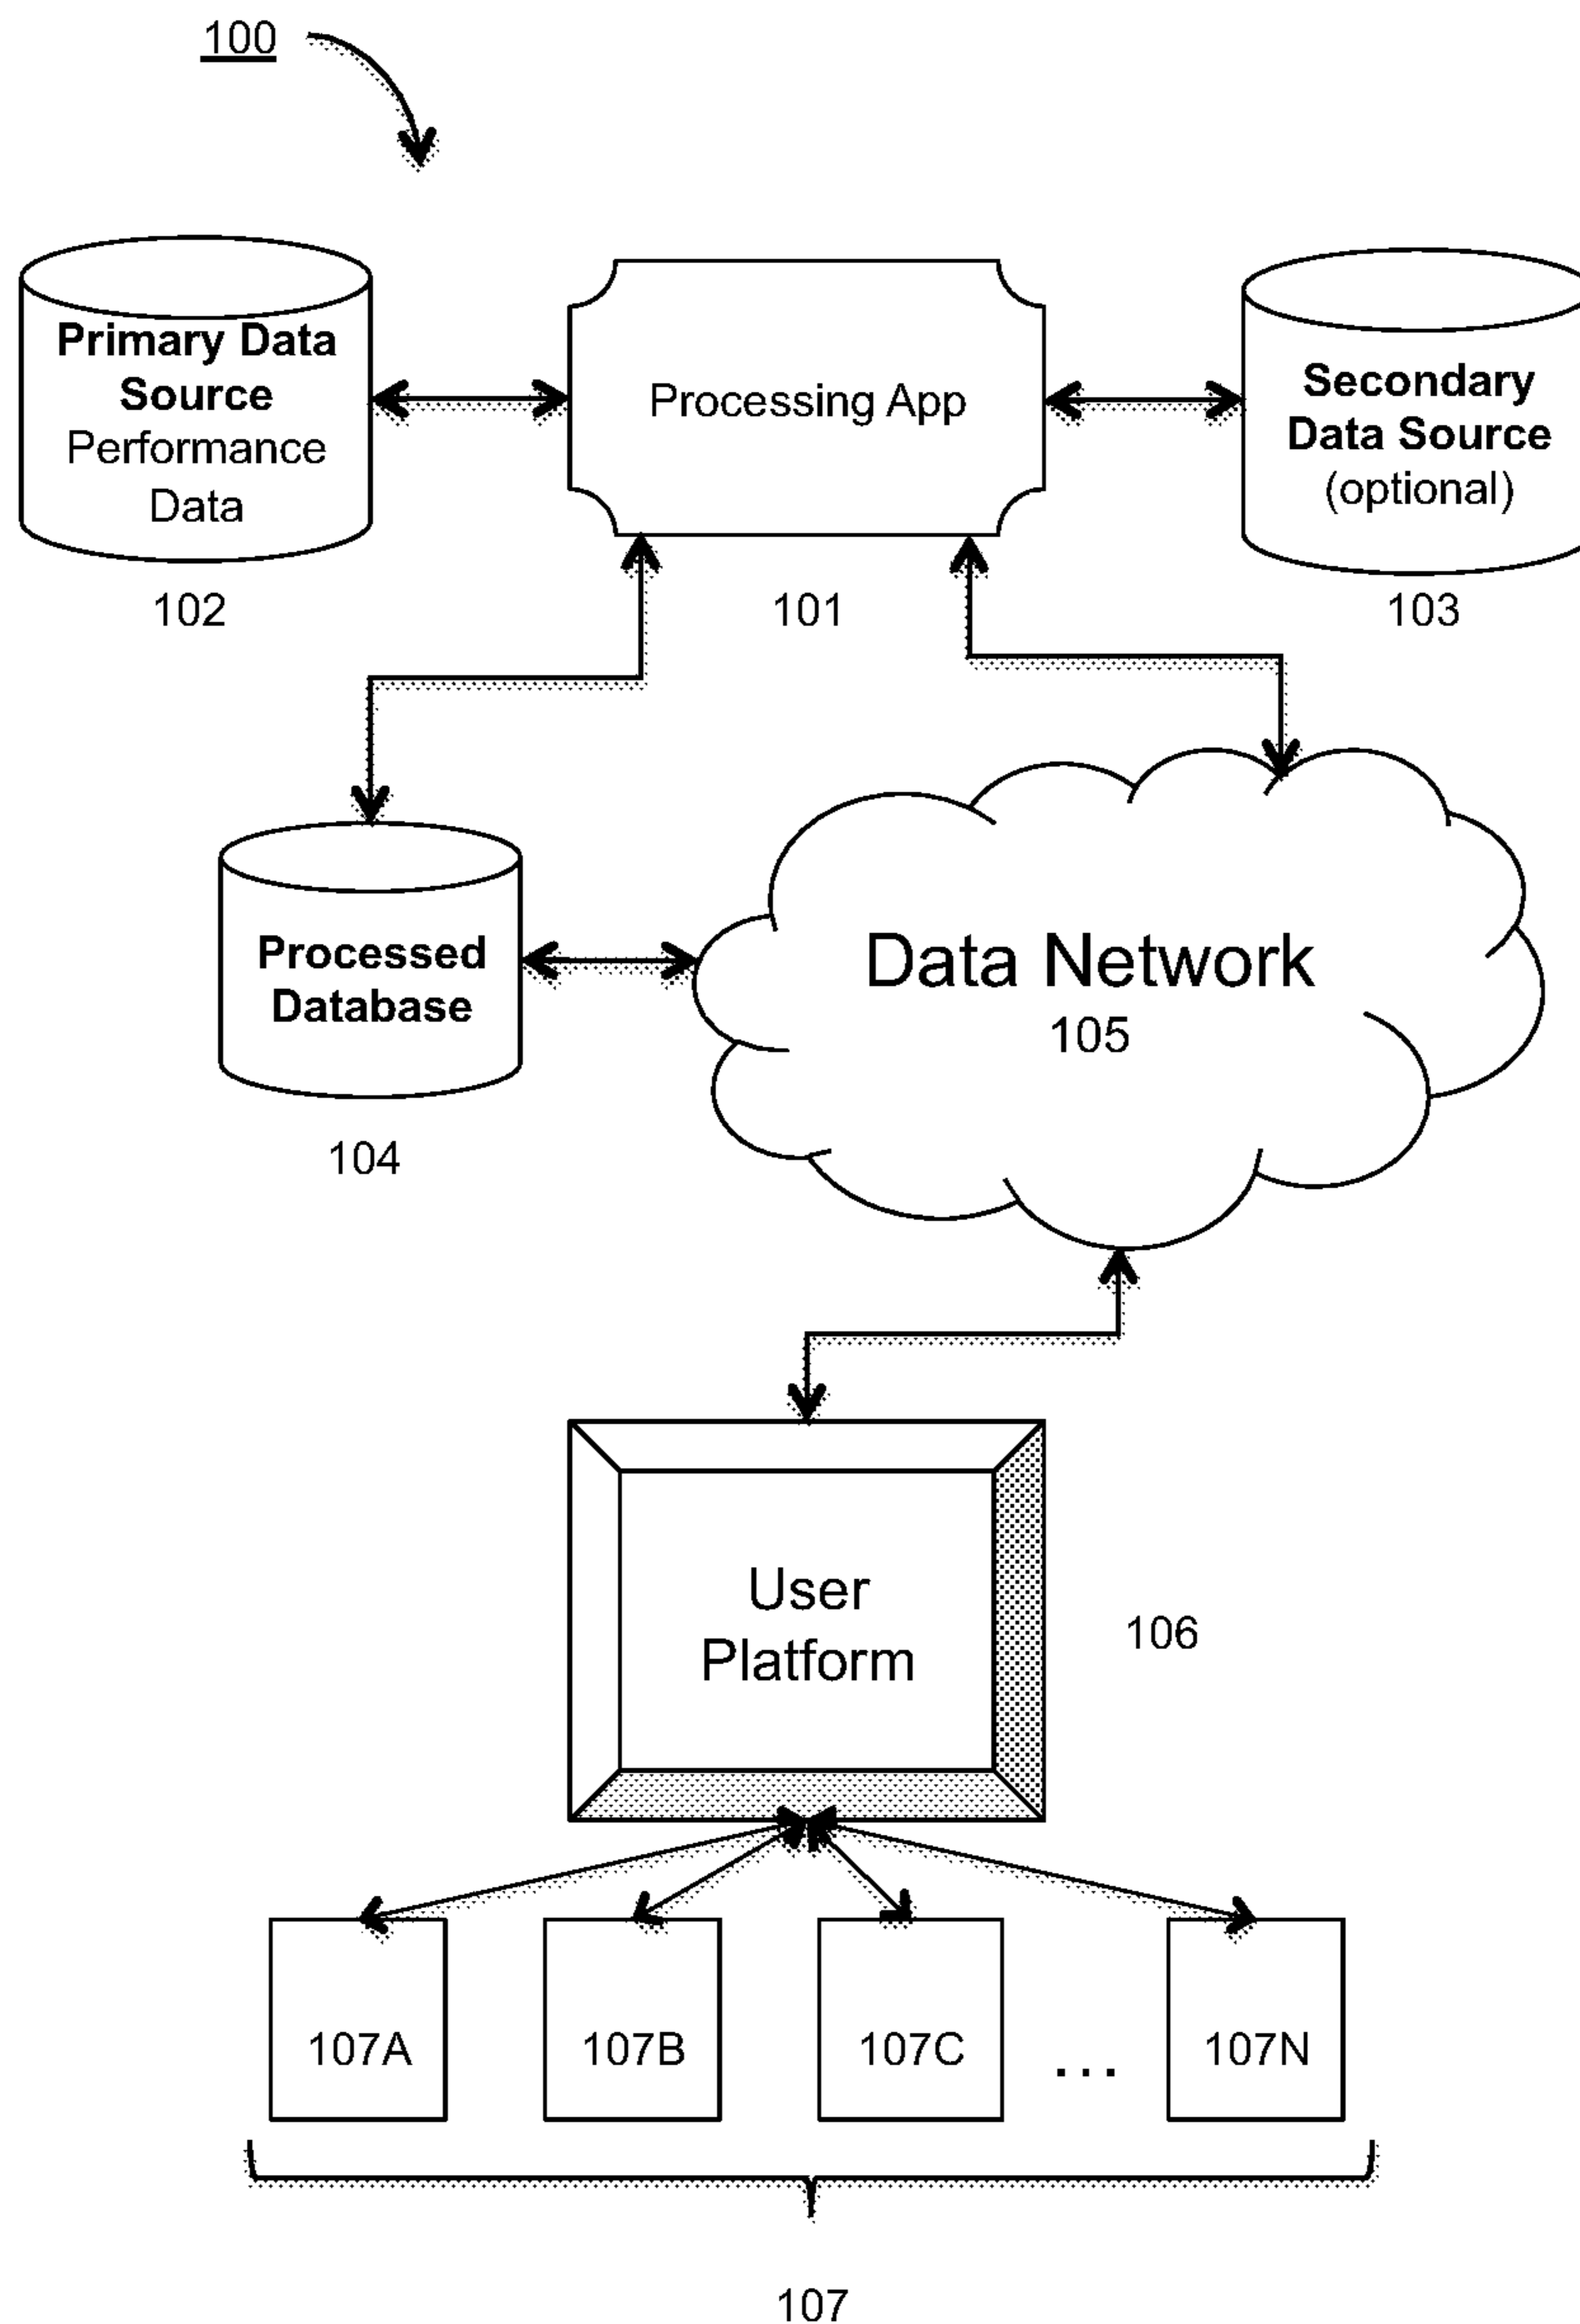 100
Primary Data
Source
Performance
Data
Processing App
Secondary
Data Source
(optional)
102
101
103
Processed
Database
Data Network
105
104
User
Platform
106
107A
107B
107C
...
107N
107